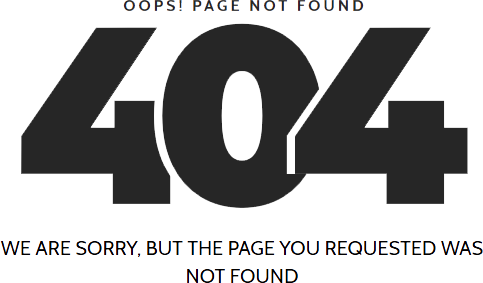 OOPS! PAGE NOT FOUND
404
WE ARE SORRY, BUT THE PAGE YOU REQUESTED WAS
NOT FOUND